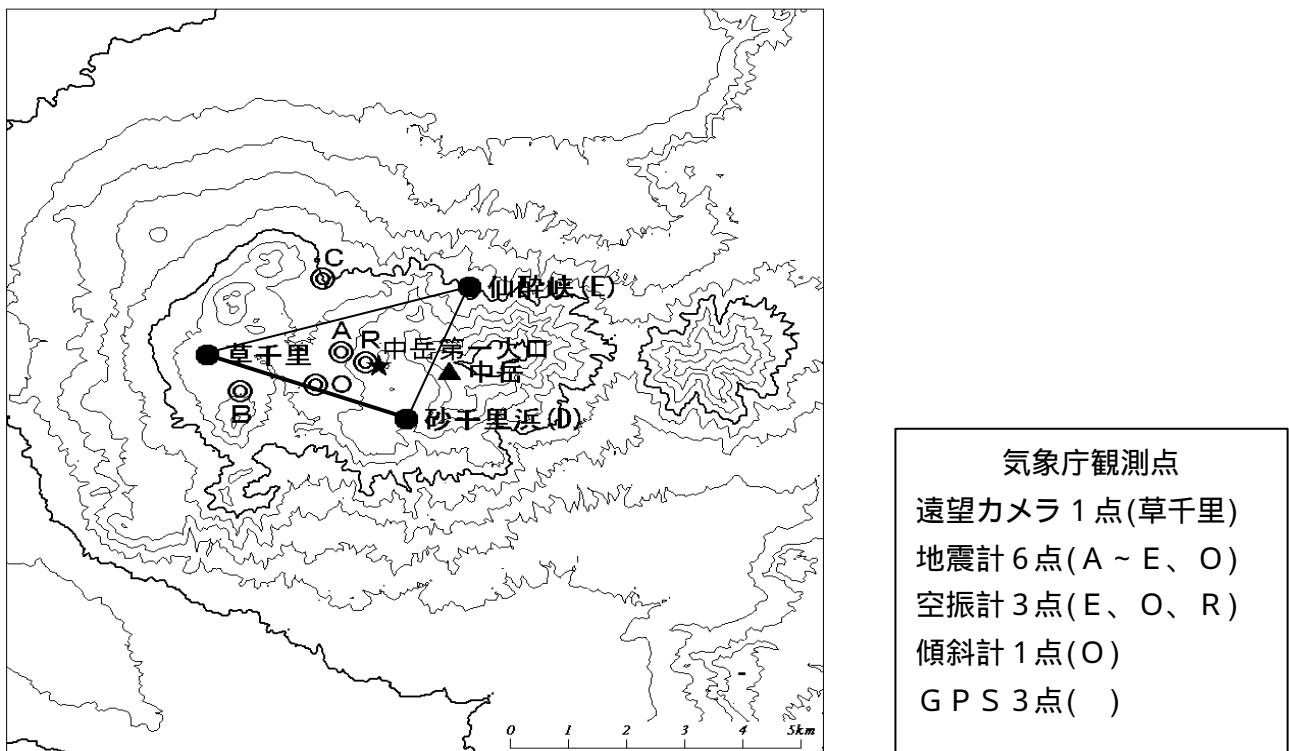 C
仙酔峡(E)
A
R
中岳第一火口
草千里
中岳
O
B
砂千里浜(D)
0 1 2 3 4 5km
気象庁観測点
遠望カメラ1点(草千里)
地震計6点(A~E、O)
空振計3点(E、O、R)
傾斜計1点(O)
GPS3点( )